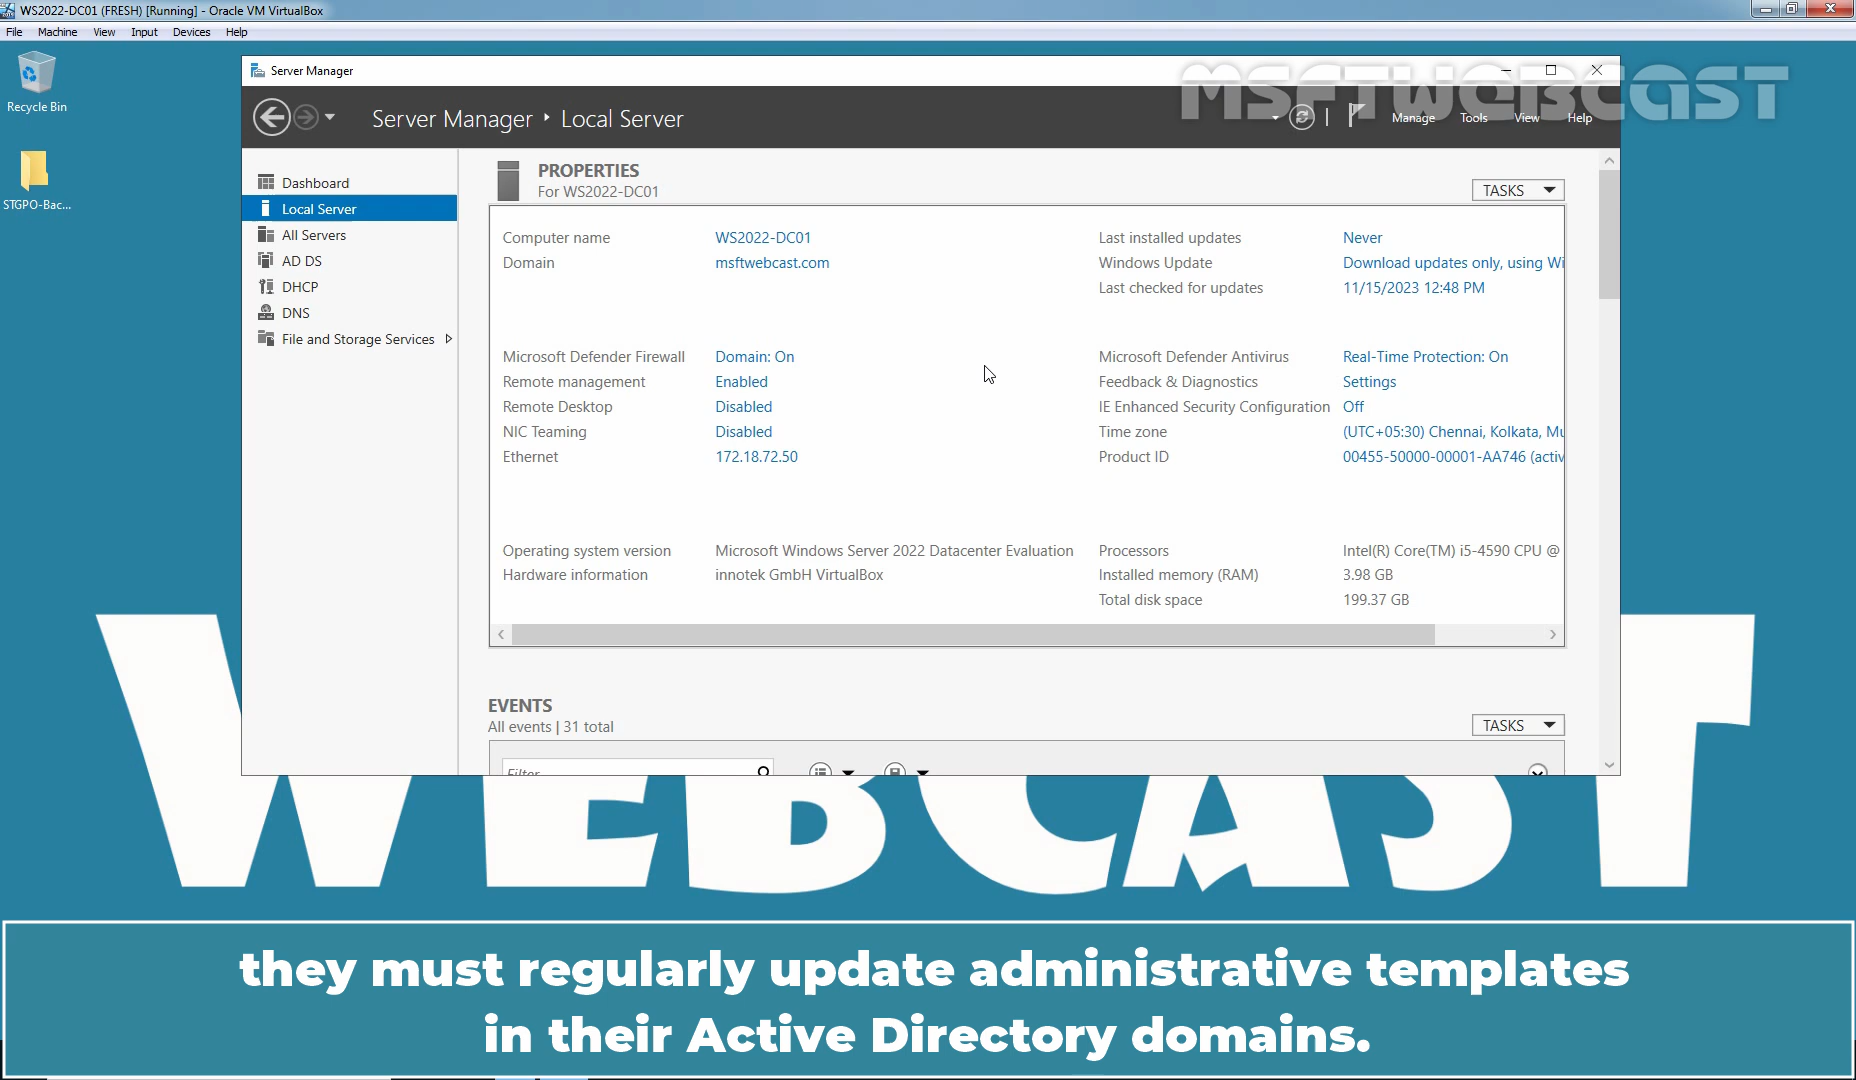 WS2022-DC01 (FRESH) [Running] - Oracle VM VirtualBox
File Machine View Input Devices Help
Recycle Bin
STGPO-Bac...
Server Manager
MSFTWEBCAST
Server Manager ‣ Local Server
Manage Tools View Help
Dashboard
Local Server
All Servers
AD DS
DHCP
DNS
File and Storage Services
PROPERTIES
For WS2022-DC01
TASKS
Computer name WS2022-DC01
Domain msftwebcast.com
Last installed updates Never
Windows Update Download updates only, using Wi
Last checked for updates 11/15/2023 12:48 PM
Microsoft Defender Firewall Domain: On
Remote management Enabled
Remote Desktop Disabled
NIC Teaming Disabled
Ethernet 172.18.72.50
Microsoft Defender Antivirus Real-Time Protection: On
Feedback & Diagnostics Settings
IE Enhanced Security Configuration Off
Time zone (UTC+05:30) Chennai, Kolkata, Mu
Product ID 00455-50000-00001-AA746 (activ
Operating system version Microsoft Windows Server 2022 Datacenter Evaluation
Hardware information innotek GmbH VirtualBox
Processors Intel(R) Core(TM) i5-4590 CPU @
Installed memory (RAM) 3.98 GB
Total disk space 199.37 GB
EVENTS
All events | 31 total
TASKS
Filter
WEBCAST
they must regularly update administrative templates
in their Active Directory domains.